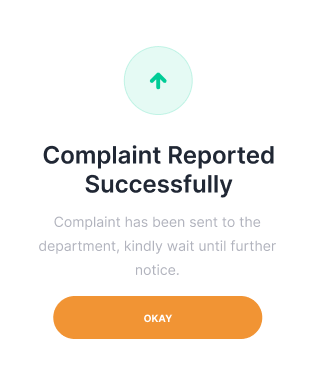 Complaint Reported
Successfully
Complaint has been sent to the
department, kindly wait until further
notice.
OKAY